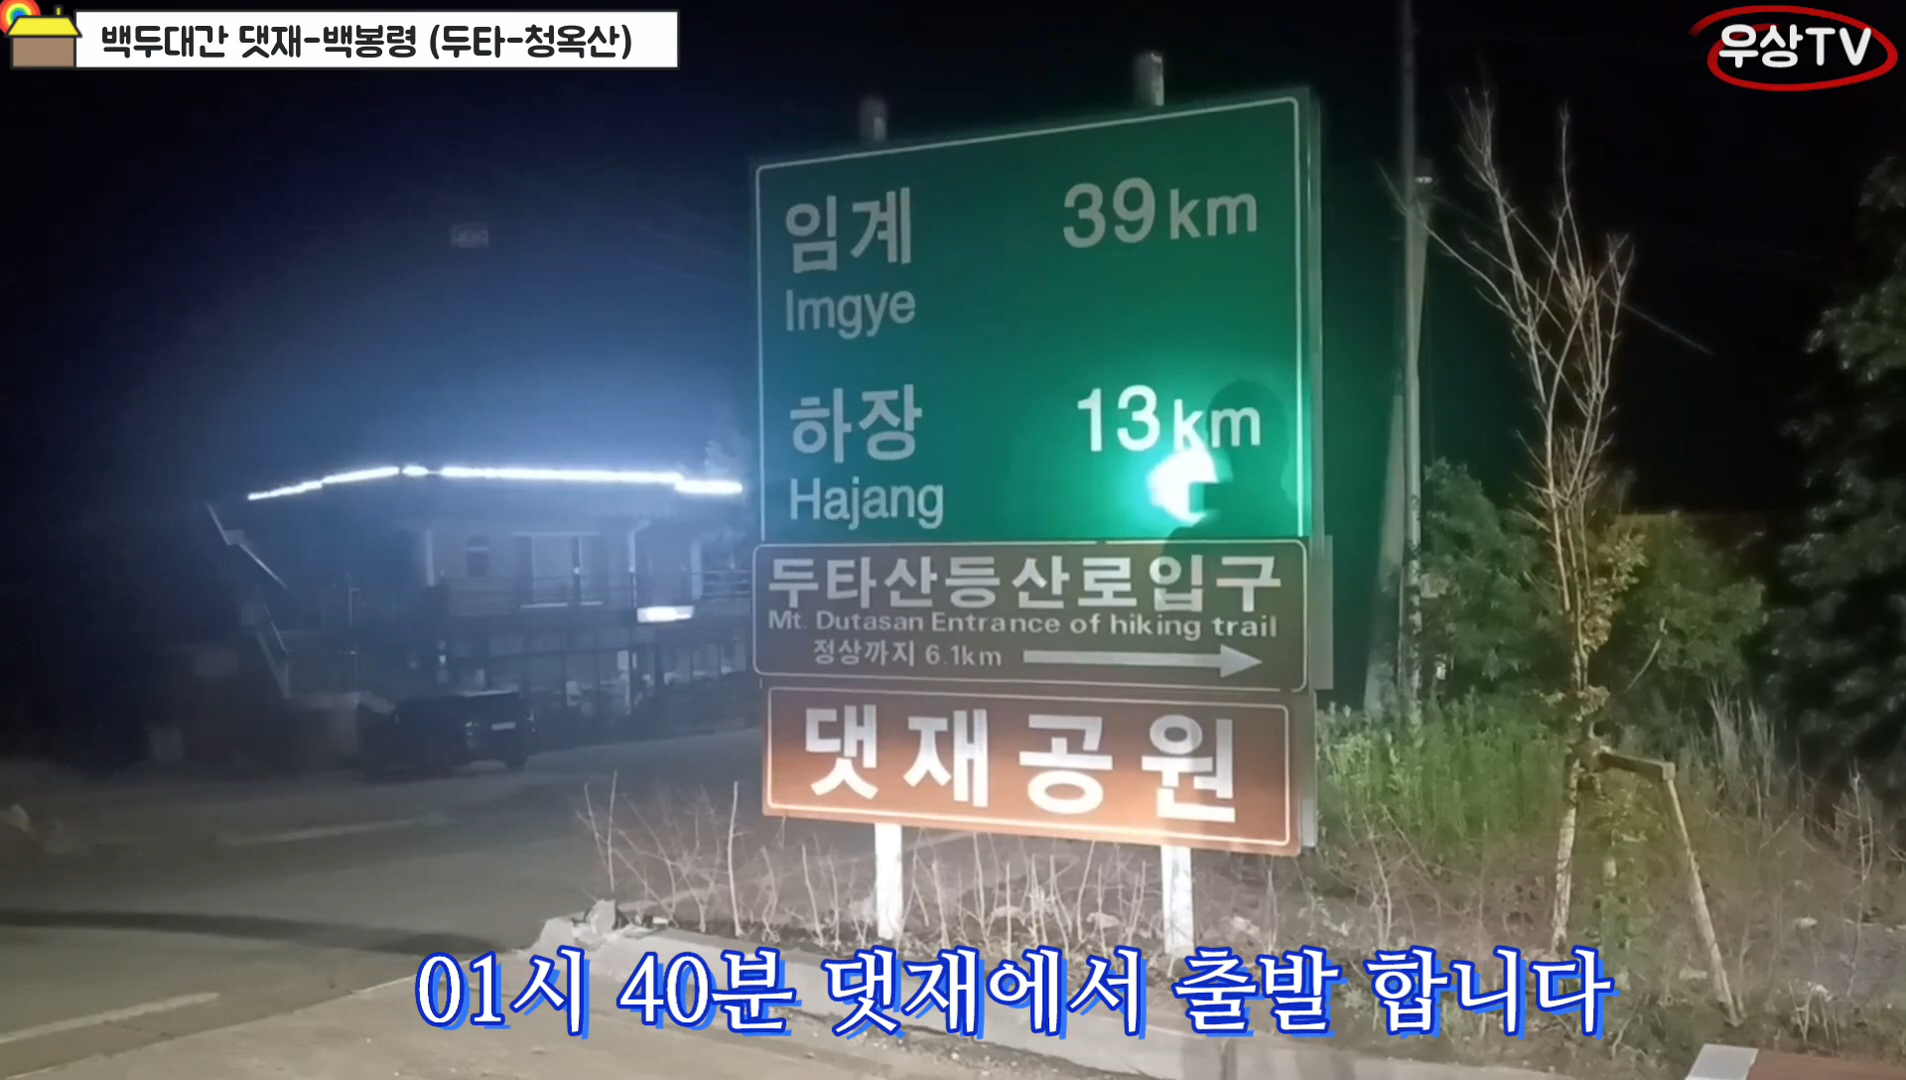 백두대간 댓재-백봉령 (두타-청옥산)
우상TV
임계 39km
Imgye
하장 13km
Hajang
두타산등산로입구
Mt. Dutasan Entrance of hiking trail
정상까지 6.1km
댓재공원
01시 40분 댓재에서 출발 합니다